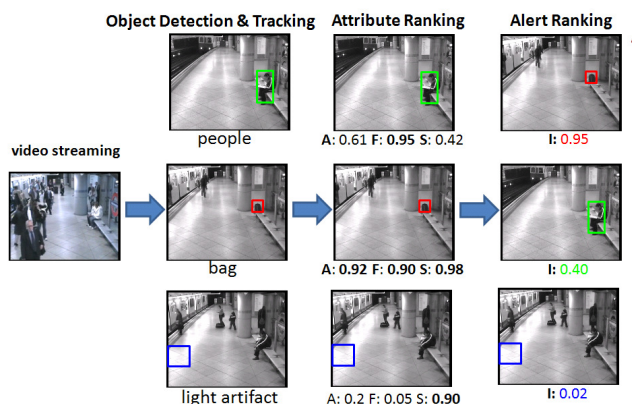 Object Detection & Tracking Attribute Ranking Alert Ranking
people A: 0.61 F: 0.95 S: 0.42 I: 0.95
video streaming
bag A: 0.92 F: 0.90 S: 0.98 I: 0.40
light artifact A: 0.2 F: 0.05 S: 0.90 I: 0.02